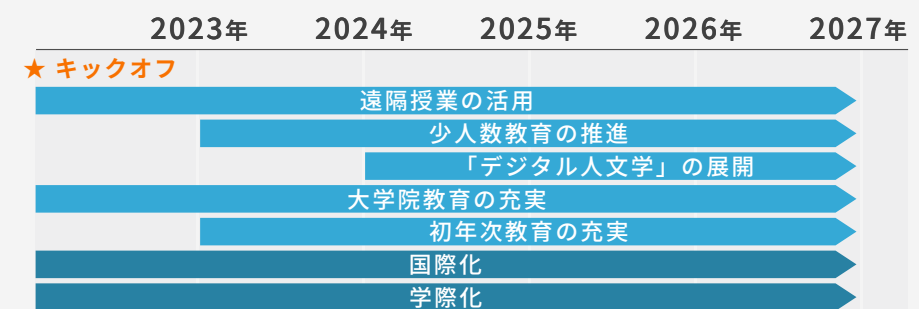 2023年 2024年 2025年 2026年 2027年
★ キックオフ
遠隔授業の活用
少人数教育の推進
「デジタル人文学」の展開
大学院教育の充実
初年次教育の充実
国際化
学際化